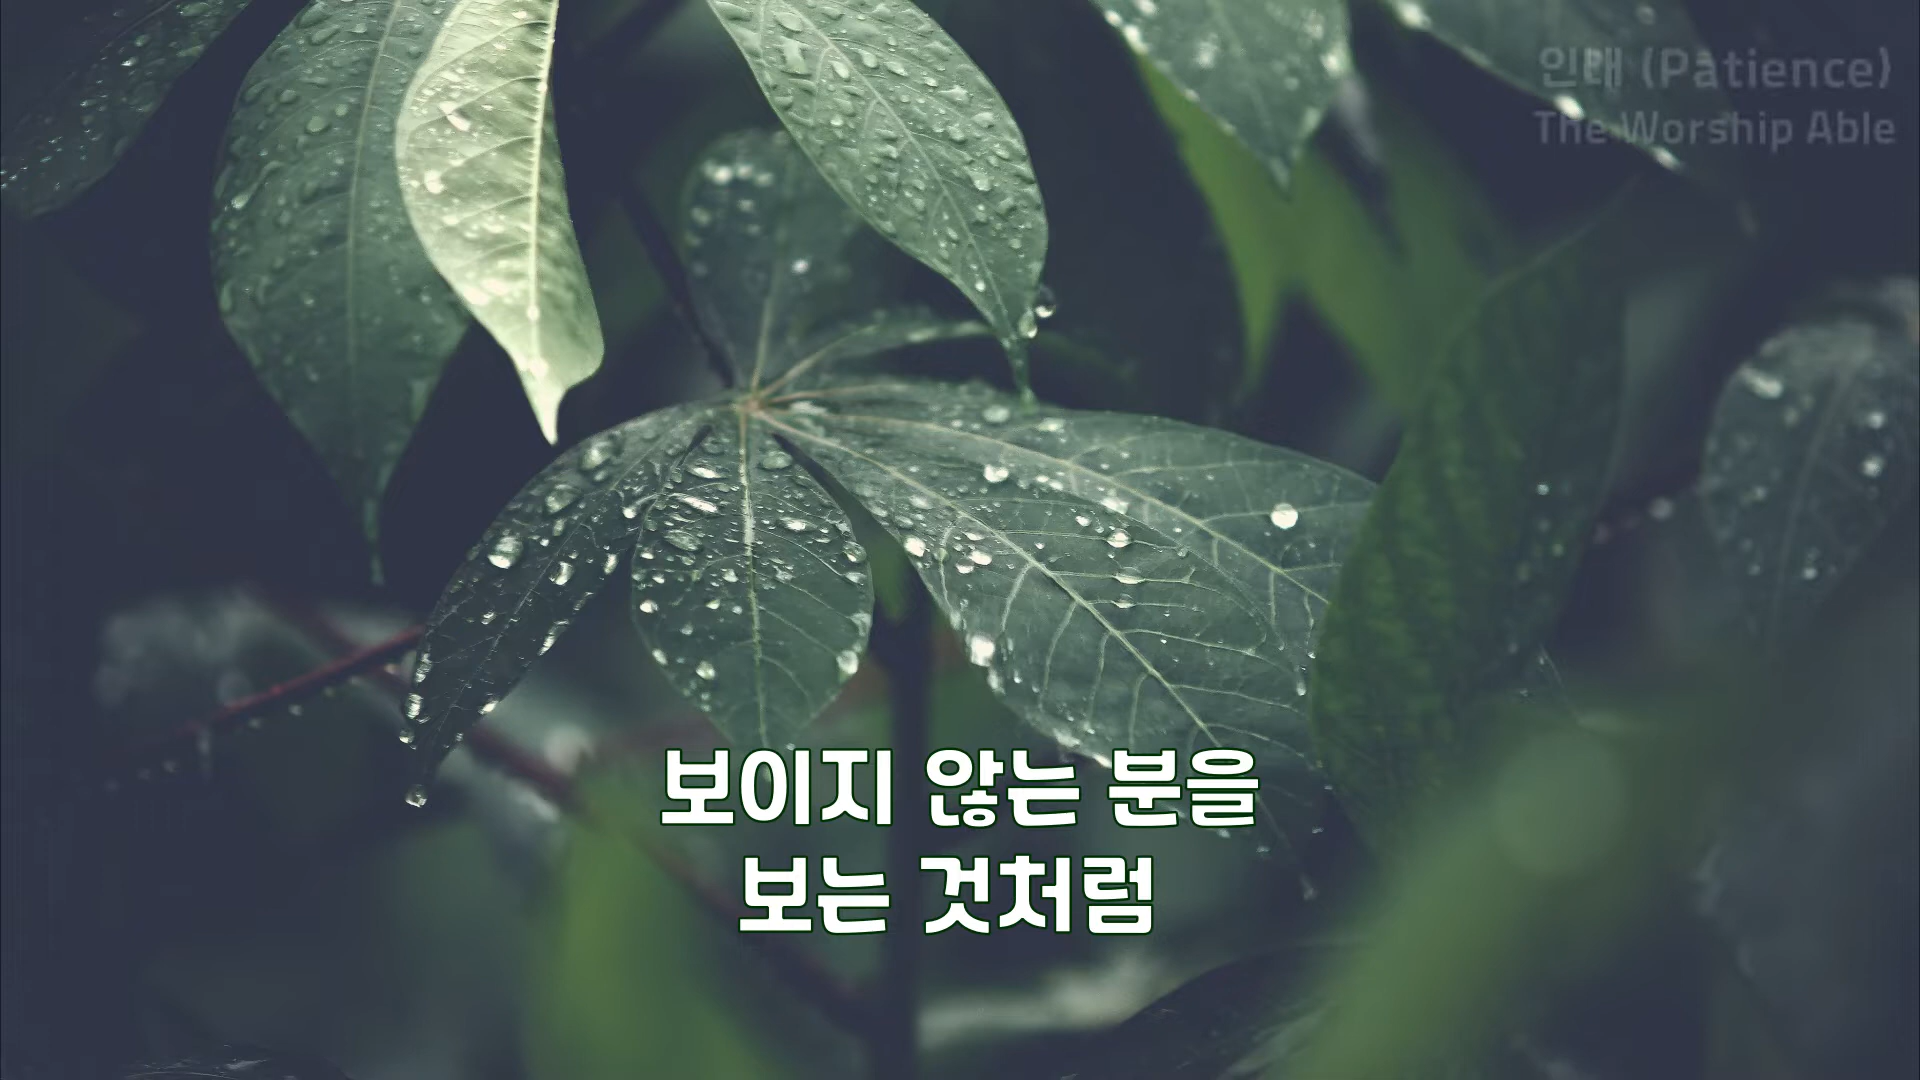 인내 (Patience)
The Worship Able
보이지 않는 분을
보는 것처럼